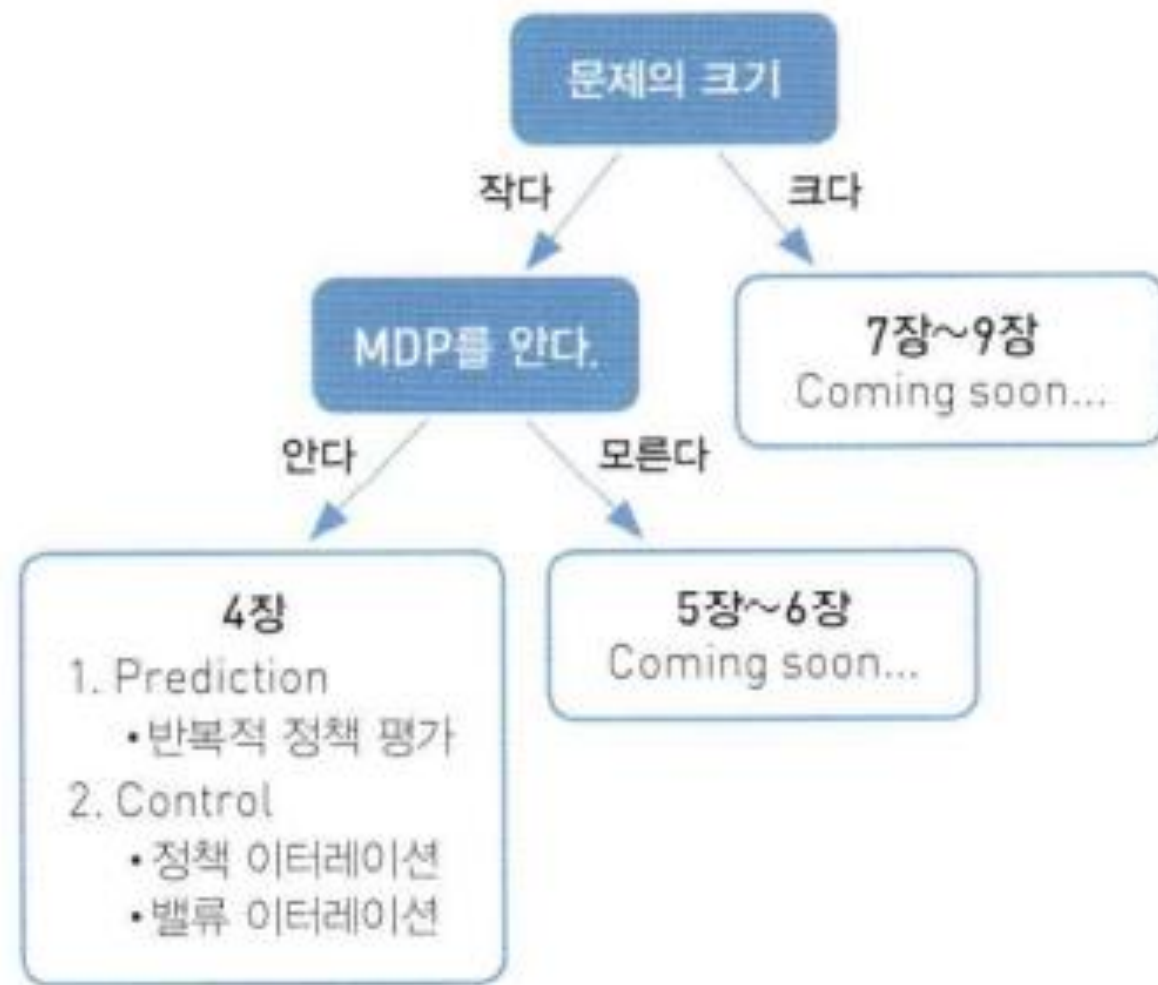 문제의 크기
작다
크다
MDP를 안다.
7장~9장
Coming soon...
안다
모른다
4장
1. Prediction
•반복적 정책 평가
2. Control
•정책 이터레이션
•밸류 이터레이션
5장~6장
Coming soon...